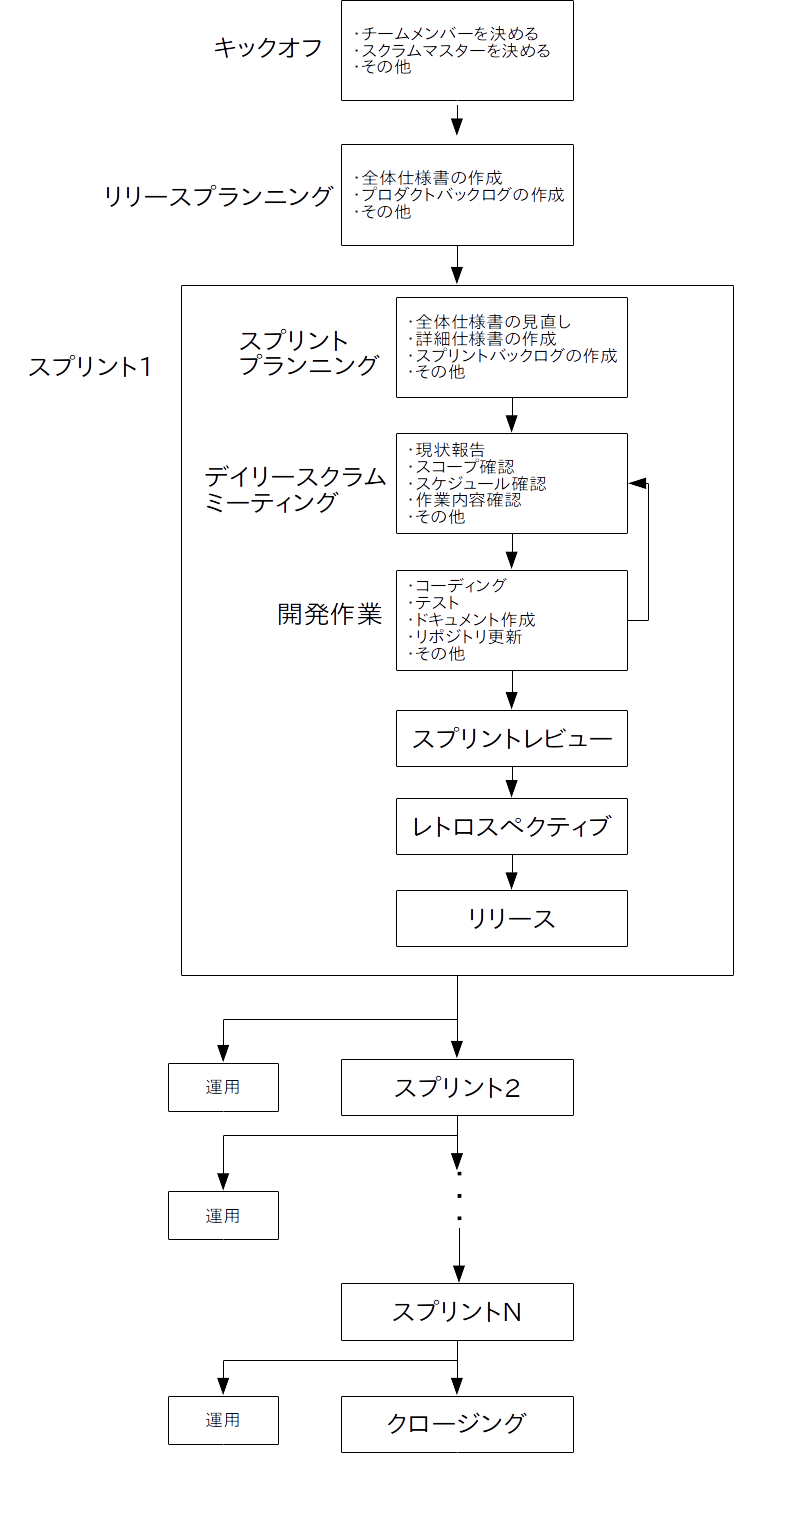 キックオフ
・チームメンバーを決める
・スクラムマスターを決める
・その他
リリースプランニング
・全体仕様書の作成
・プロダクトバックログの作成
・その他
スプリント1
スプリント
プランニング
・全体仕様書の見直し
・詳細仕様書の作成
・スプリントバックログの作成
・その他
デイリースクラム
ミーティング
・現状報告
・スコープ確認
・スケジュール確認
・作業内容確認
・その他
開発作業
・コーディング
・テスト
・ドキュメント作成
・リポジトリ更新
・その他
スプリントレビュー
レトロスペクティブ
リリース
運用
スプリント2
運用
スプリントN
運用
クロージング